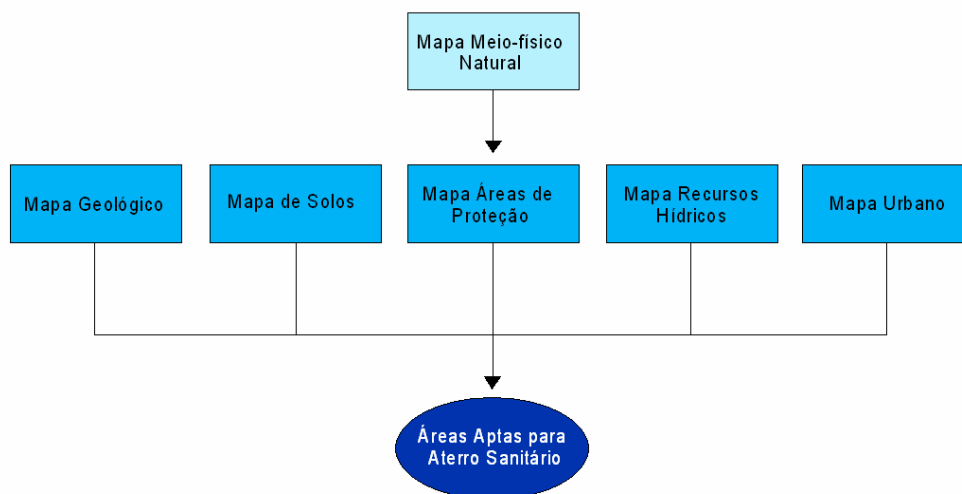 Mapa Meio-físico
Natural
Mapa Geológico
Mapa de Solos
Mapa Áreas de
Proteção
Mapa Recursos
Hídricos
Mapa Urbano
Áreas Aptas para
Aterro Sanitário